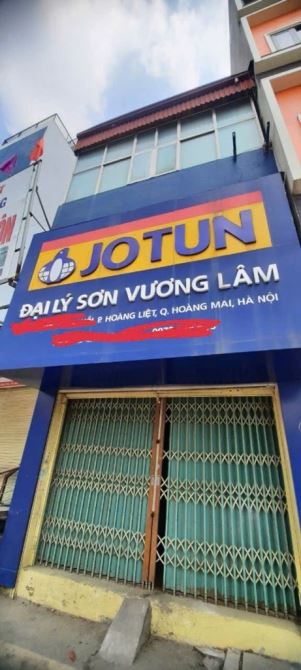 JOTUN
ĐẠI LÝ SƠN VƯƠNG LÂM
P. HOÀNG LIỆT, Q. HOÀNG MAI, HÀ NỘI